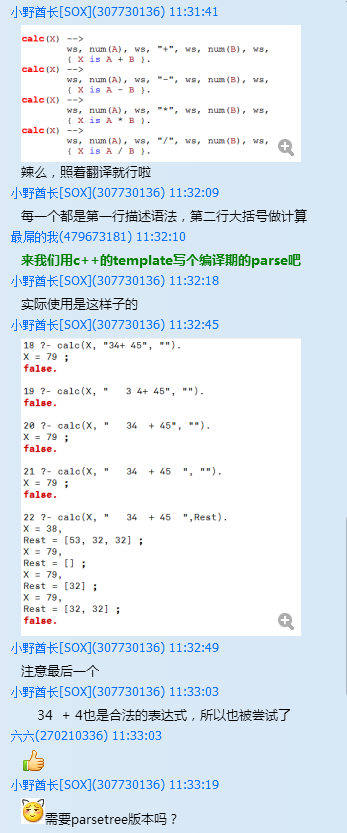 小野酋长[SOX](307730136) 11:31:41
calc(X) -->
ws, num(A), ws, "+", ws, num(B), ws,
{ X is A + B }.
calc(X) -->
ws, num(A), ws, "-", ws, num(B), ws,
{ X is A - B }.
calc(X) -->
ws, num(A), ws, "*", ws, num(B), ws,
{ X is A * B }.
calc(X) -->
ws, num(A), ws, "/", ws, num(B), ws,
{ X is A / B }.
辣么，照着翻译就行啦
小野酋长[SOX](307730136) 11:32:09
每一个都是第一行描述语法，第二行大括号做计算
最屌的我(479673181) 11:32:10
来我们用c++的template写个编译期的parse吧
小野酋长[SOX](307730136) 11:32:18
实际使用是这样子的
小野酋长[SOX](307730136) 11:32:45
18 ?- calc(X, "34+ 45", "").
X = 79 ;
false.
19 ?- calc(X, "   3 4+ 45", "").
false.
20 ?- calc(X, "   34  + 45", "").
X = 79 ;
false.
21 ?- calc(X, "   34  + 45  ", "").
X = 79 ;
false.
22 ?- calc(X, "   34  + 45  ",Rest).
X = 38,
Rest = [53, 32, 32] ;
X = 79,
Rest = [] ;
X = 79,
Rest = [32] ;
X = 79,
Rest = [32, 32] ;
false.
小野酋长[SOX](307730136) 11:32:49
注意最后一个
小野酋长[SOX](307730136) 11:33:03
34  + 4也是合法的表达式，所以也被尝试了
六六(270210336) 11:33:03
小野酋长[SOX](307730136) 11:33:19
需要parsetree版本吗？